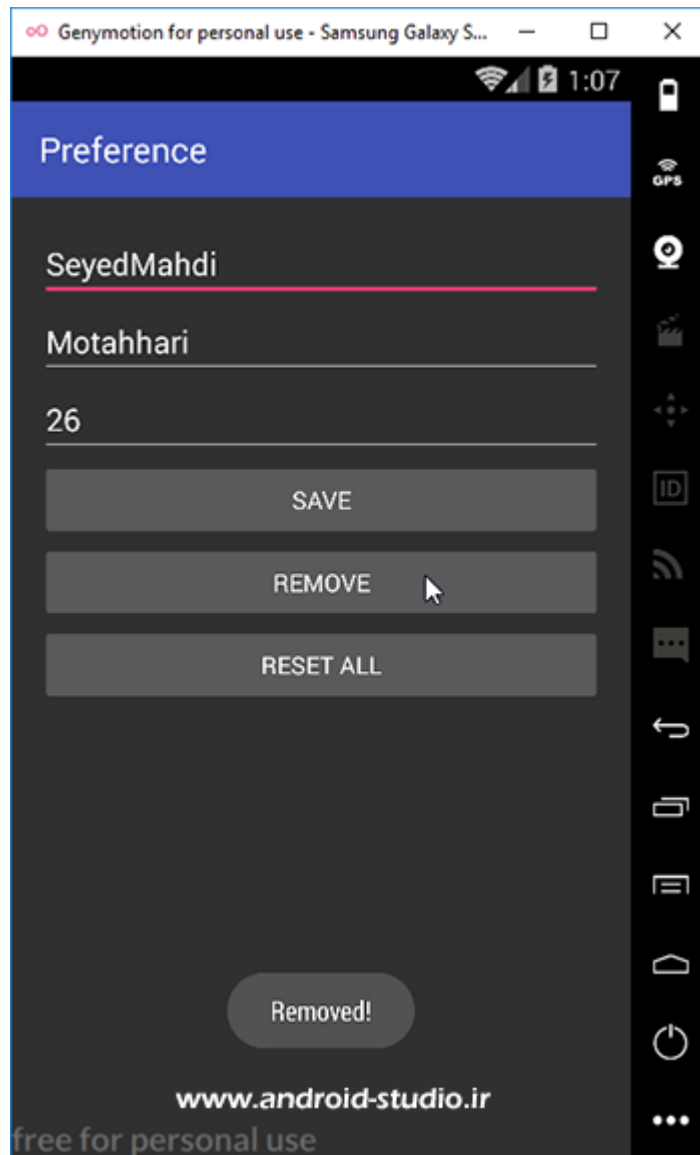 Genymotion for personal use - Samsung Galaxy S...
1:07
Preference
GPS
SeyedMahdi
Motahhari
26
SAVE
ID
REMOVE
RESET ALL
Removed!
www.android-studio.ir
free for personal use